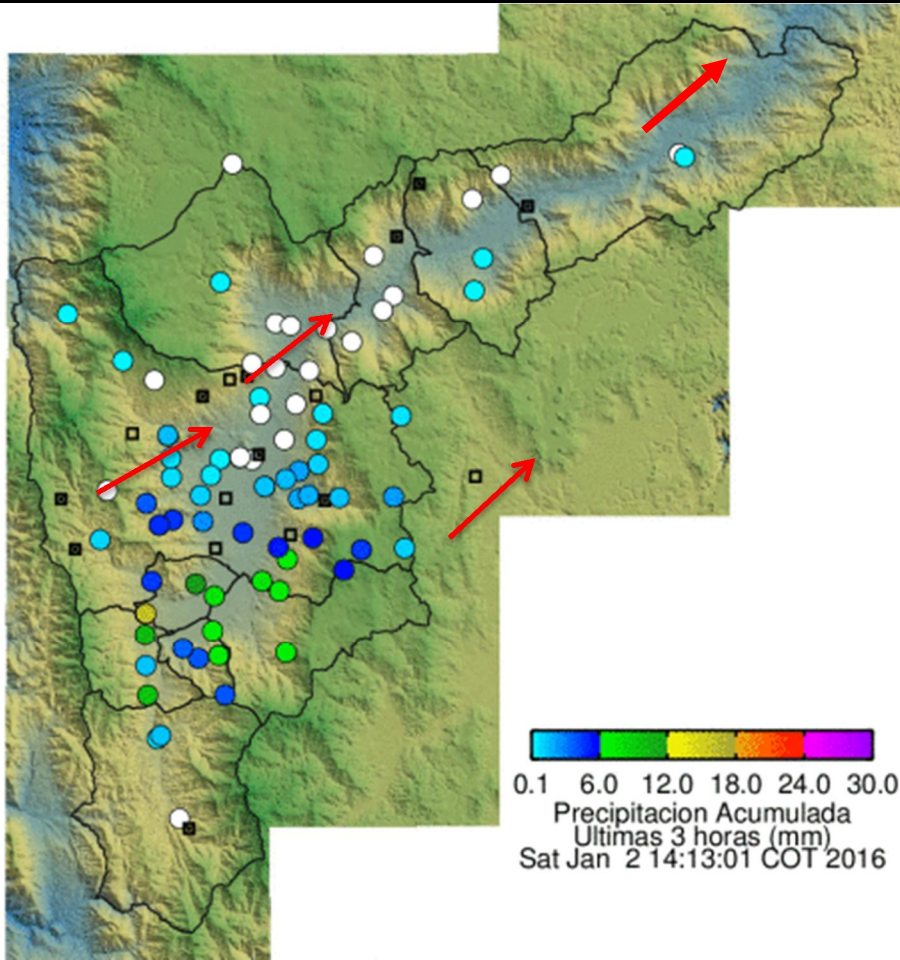 0.1 6.0 12.0 18.0 24.0 30.0
Precipitacion Acumulada
Ultimas 3 horas (mm)
Sat Jan 2 14:13:01 COT 2016